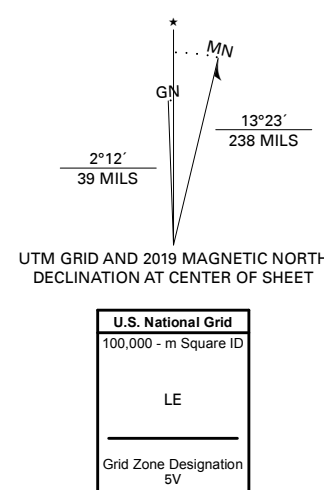 ★
MN
GN
13°23´
238 MILS
2°12´
39 MILS
UTM GRID AND 2019 MAGNETIC NORTH
DECLINATION AT CENTER OF SHEET
U.S. National Grid
100,000 - m Square ID
LE
Grid Zone Designation
5V